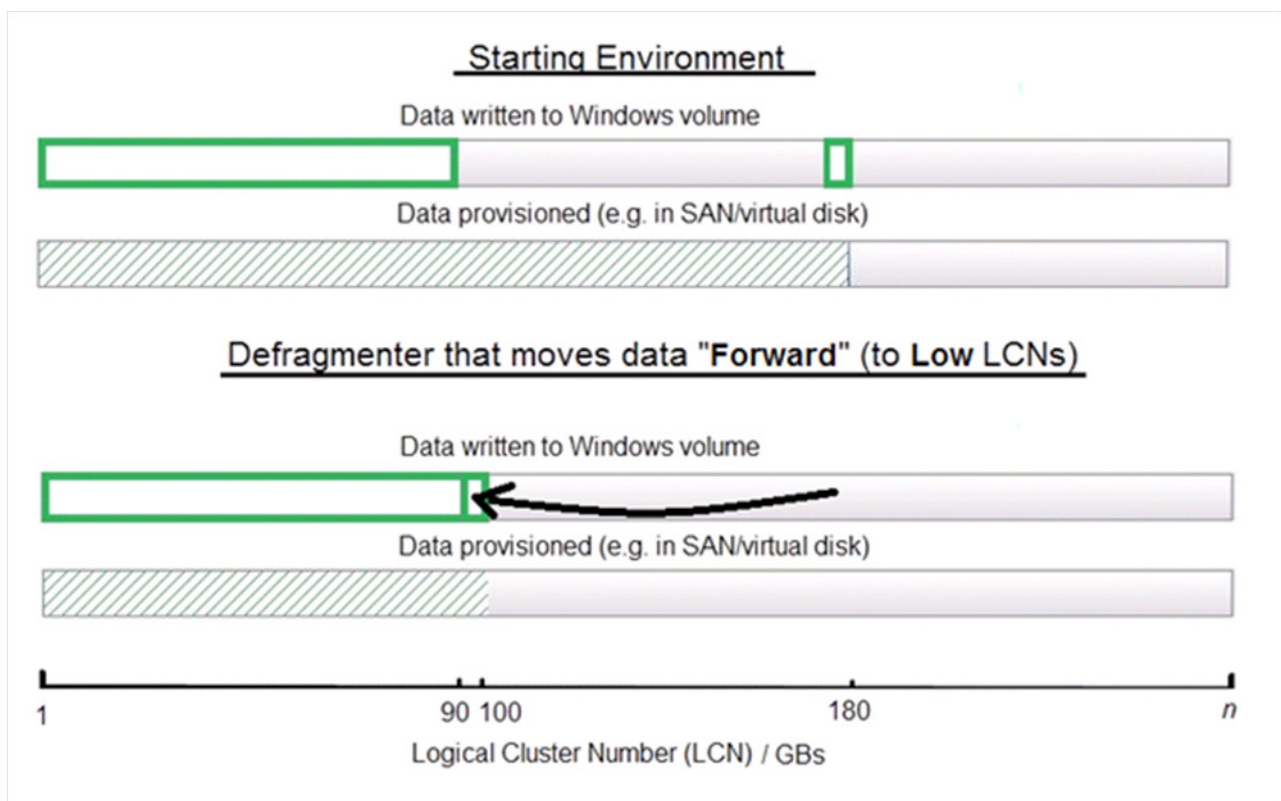 Starting Environment
Data written to Windows volume
Data provisioned (e.g. in SAN/virtual disk)
Defragmenter that moves data "Forward" (to Low LCNs)
Data written to Windows volume
Data provisioned (e.g. in SAN/virtual disk)
1 90 100 180 n
Logical Cluster Number (LCN) / GBs